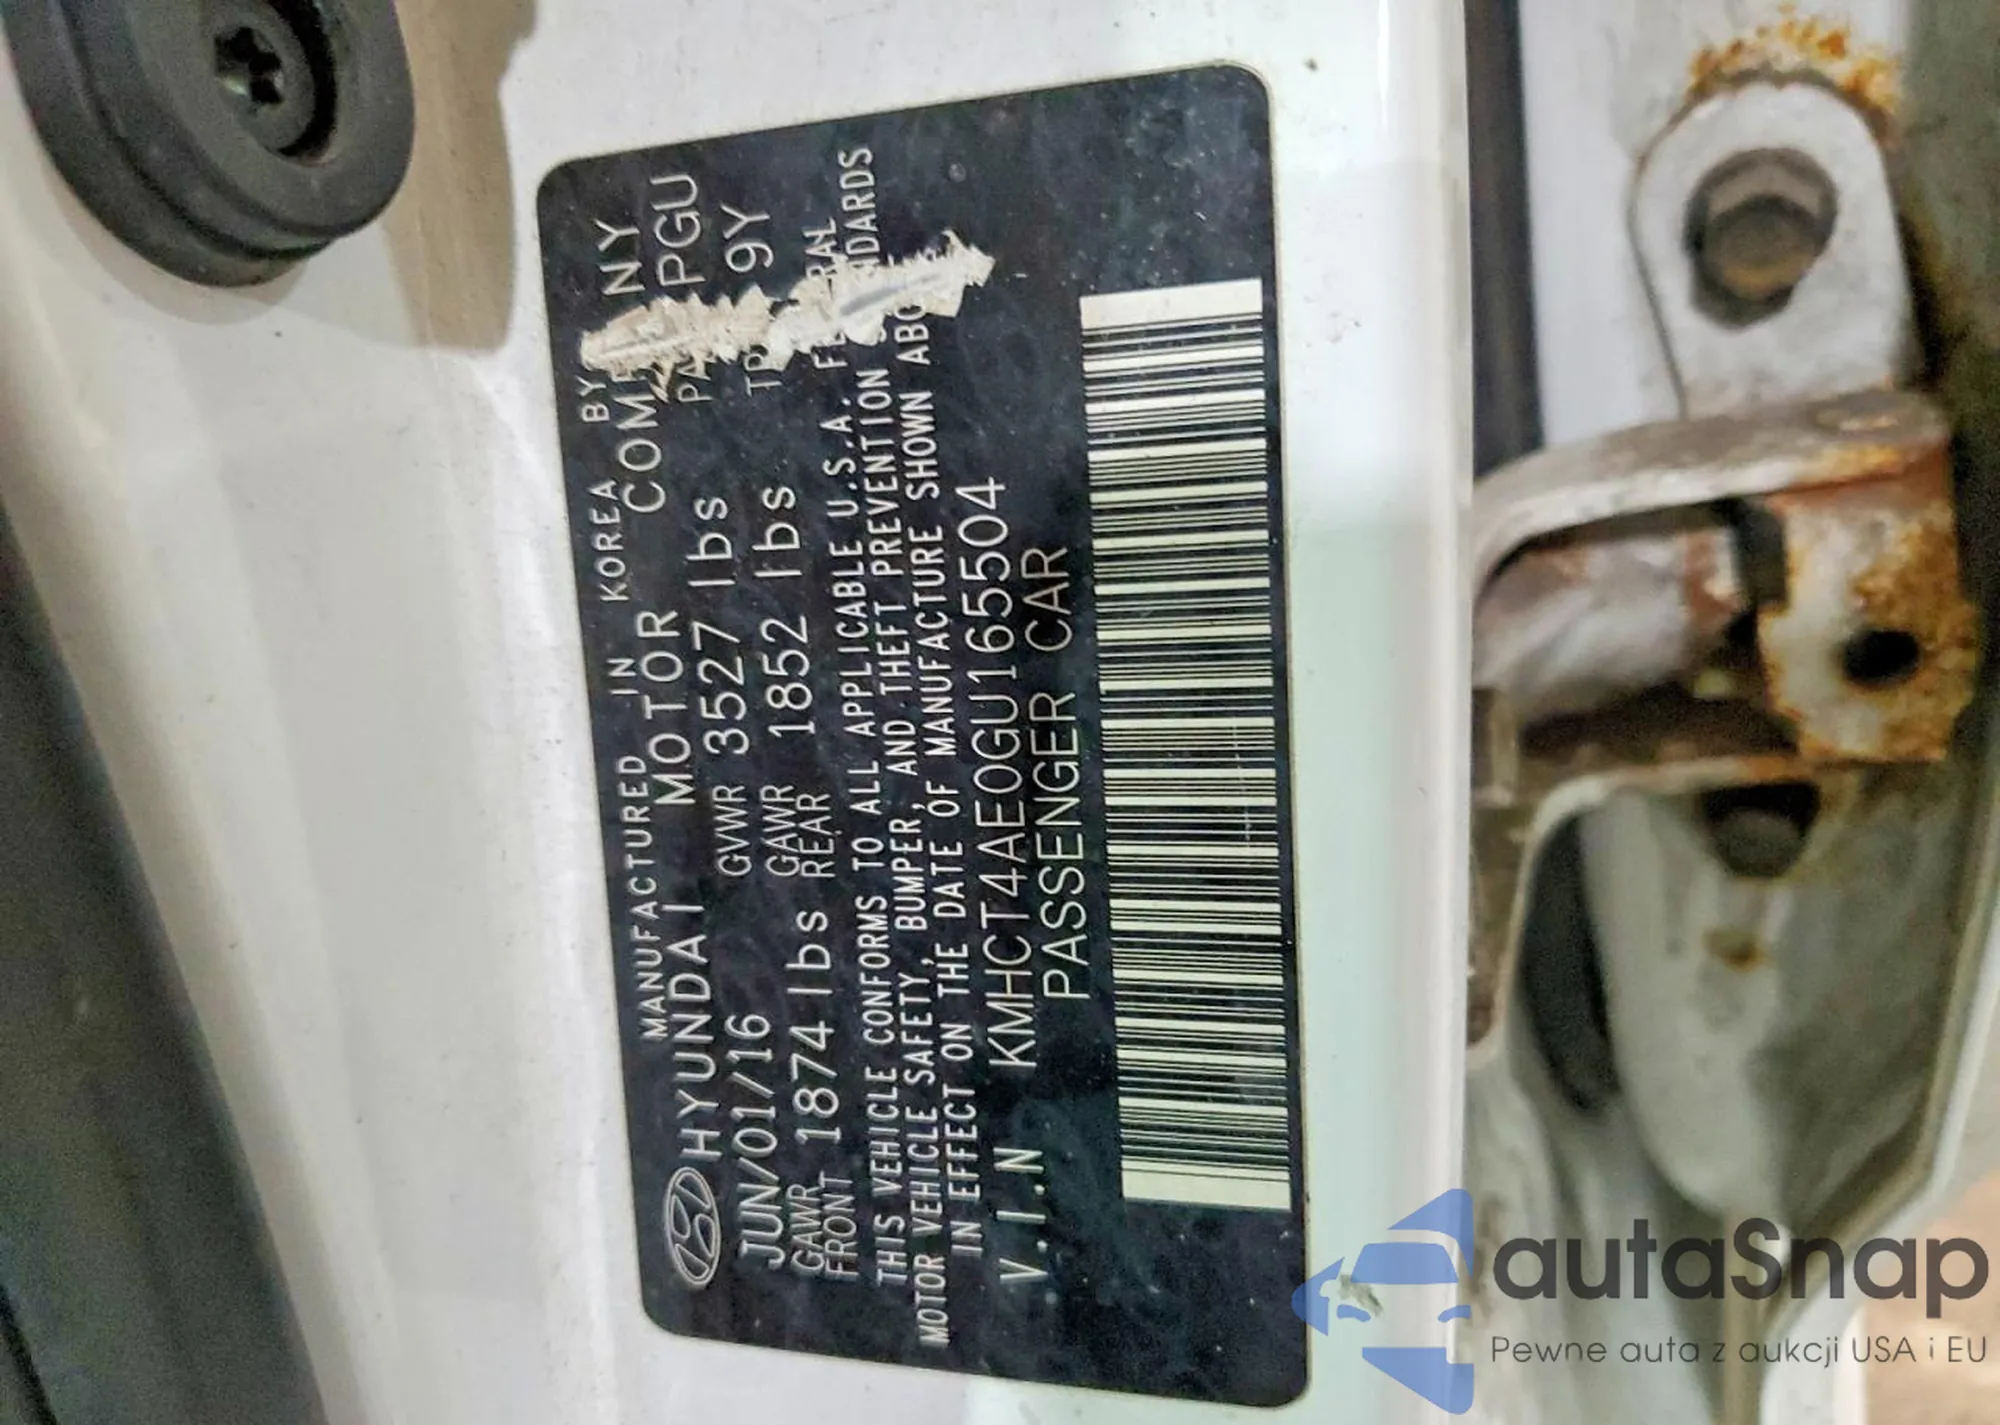 MANUFACTURED IN KOREA BY
HYUNDAI MOTOR NY
JUN/01/16 GVWR 3527 lbs PGU
GAWR FRONT 1874 lbs GAWR REAR 1852 lbs 9Y
THIS VEHICLE CONFORMS TO ALL APPLICABLE U.S.A.
MOTOR VEHICLE SAFETY, BUMPER, AND THEFT PREVENTION
IN EFFECT ON THE DATE OF MANUFACTURE SHOWN
V.I.N KMHCT4AE0GU165504
PASSENGER CAR
autaSnap
Pewne auta z aukcji USA i EU